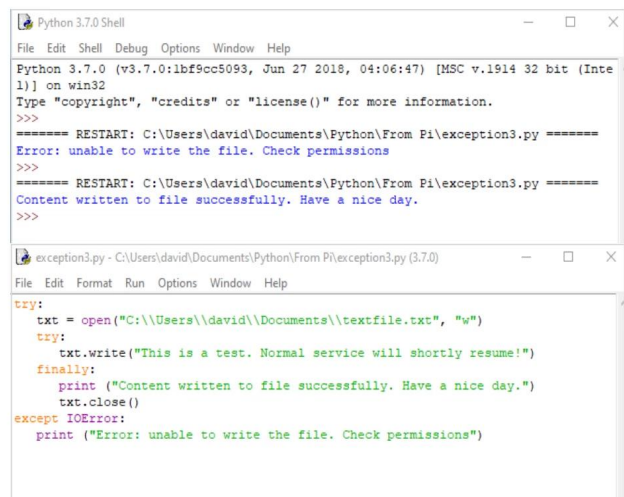 Python 3.7.0 Shell
File Edit Shell Debug Options Window Help
Python 3.7.0 (v3.7.0:1bf9cc5093, Jun 27 2018, 04:06:47) [MSC v.1914 32 bit (Inte
l)] on win32
Type "copyright", "credits" or "license()" for more information.
>>>
======= RESTART: C:\Users\david\Documents\Python\From Pi\exception3.py =======
Error: unable to write the file. Check permissions
>>>
======= RESTART: C:\Users\david\Documents\Python\From Pi\exception3.py =======
Content written to file successfully. Have a nice day.
>>>
exception3.py - C:\Users\david\Documents\Python\From Pi\exception3.py (3.7.0)
File Edit Format Run Options Window Help
try:
   txt = open("C:\\Users\\david\\Documents\\textfile.txt", "w")
   try:
      txt.write("This is a test. Normal service will shortly resume!")
   finally:
      print ("Content written to file successfully. Have a nice day.")
      txt.close()
except IOError:
   print ("Error: unable to write the file. Check permissions")